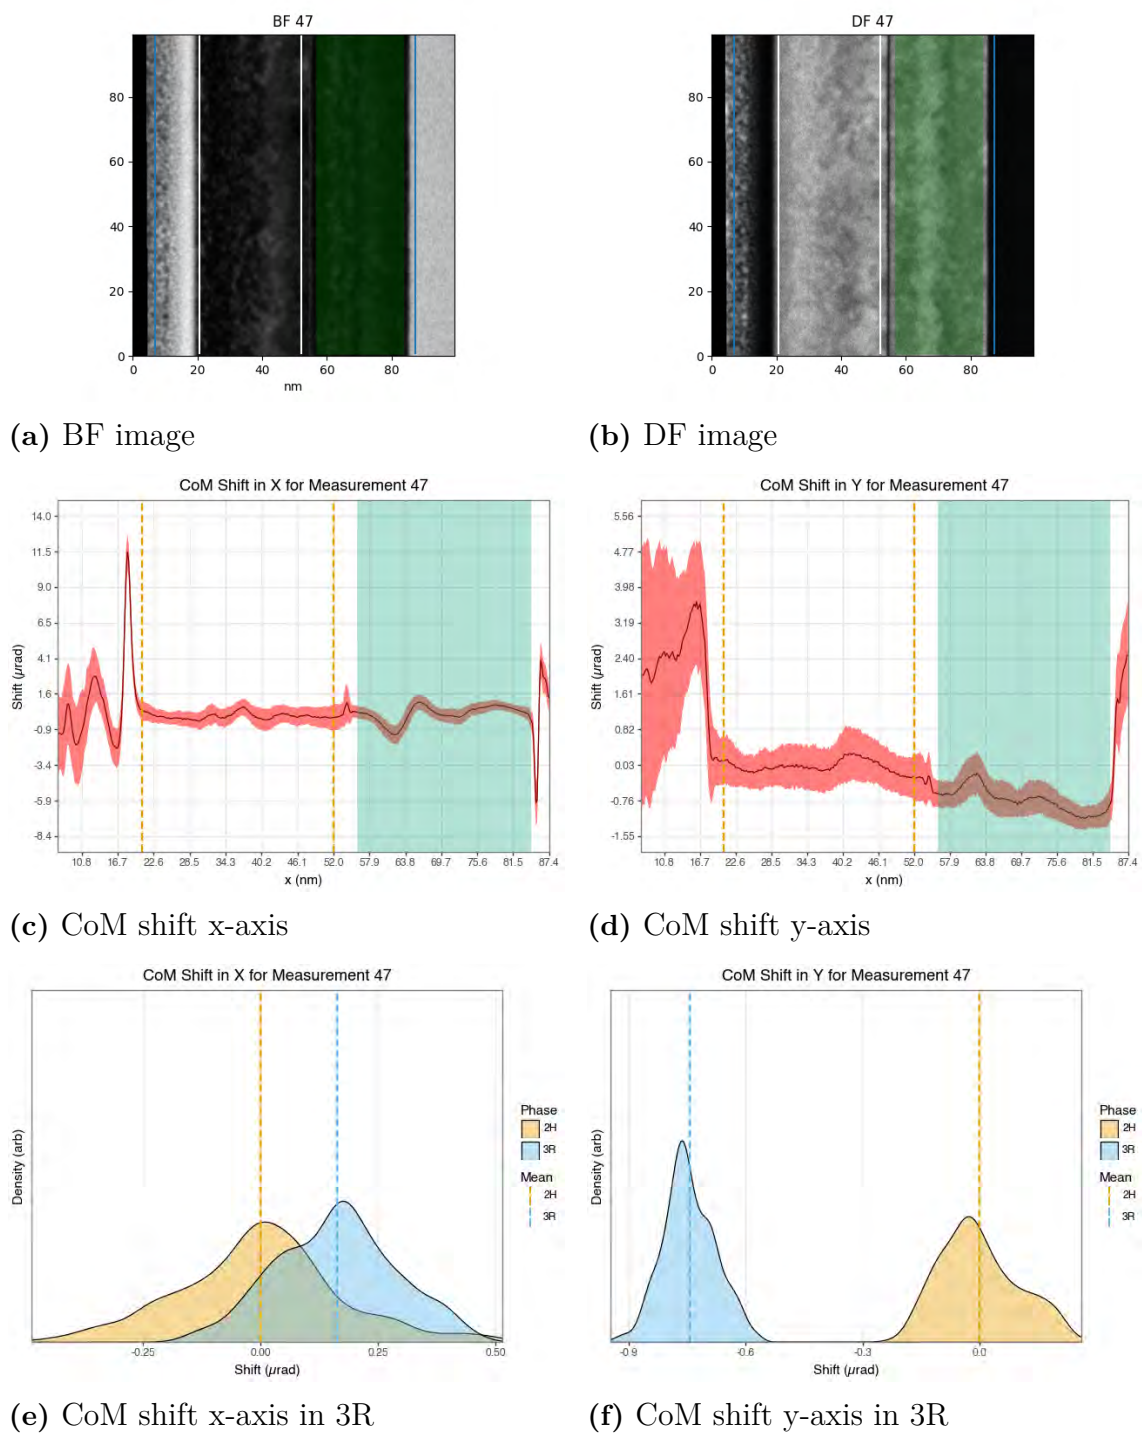 BF 47
80
60
40
20
0
0 20 40 60 80
nm
(a) BF image
DF 47
80
60
40
20
0
0 20 40 60 80
(b) DF image
CoM Shift in X for Measurement 47
Shift (μrad)
14.0
11.5
9.0
6.5
4.1
1.6
-0.9
-3.4
-5.9
-8.4
10.8 16.7 22.6 28.5 34.3 40.2 46.1 52.0 57.9 63.8 69.7 75.6 81.5 87.4
x (nm)
(c) CoM shift x-axis
CoM Shift in Y for Measurement 47
Shift (μrad)
5.56
4.77
3.98
3.19
2.40
1.61
0.82
0.03
-0.76
-1.55
10.8 16.7 22.6 28.5 34.3 40.2 46.1 52.0 57.9 63.8 69.7 75.6 81.5 87.4
x (nm)
(d) CoM shift y-axis
CoM Shift in X for Measurement 47
Density (arb)
-0.25 0.00 0.25 0.50
Shift (μrad)
Phase
2H
3R
Mean
2H
3R
(e) CoM shift x-axis in 3R
CoM Shift in Y for Measurement 47
Density (arb)
-0.9 -0.6 -0.3 0.0
Shift (μrad)
Phase
2H
3R
Mean
2H
3R
(f) CoM shift y-axis in 3R